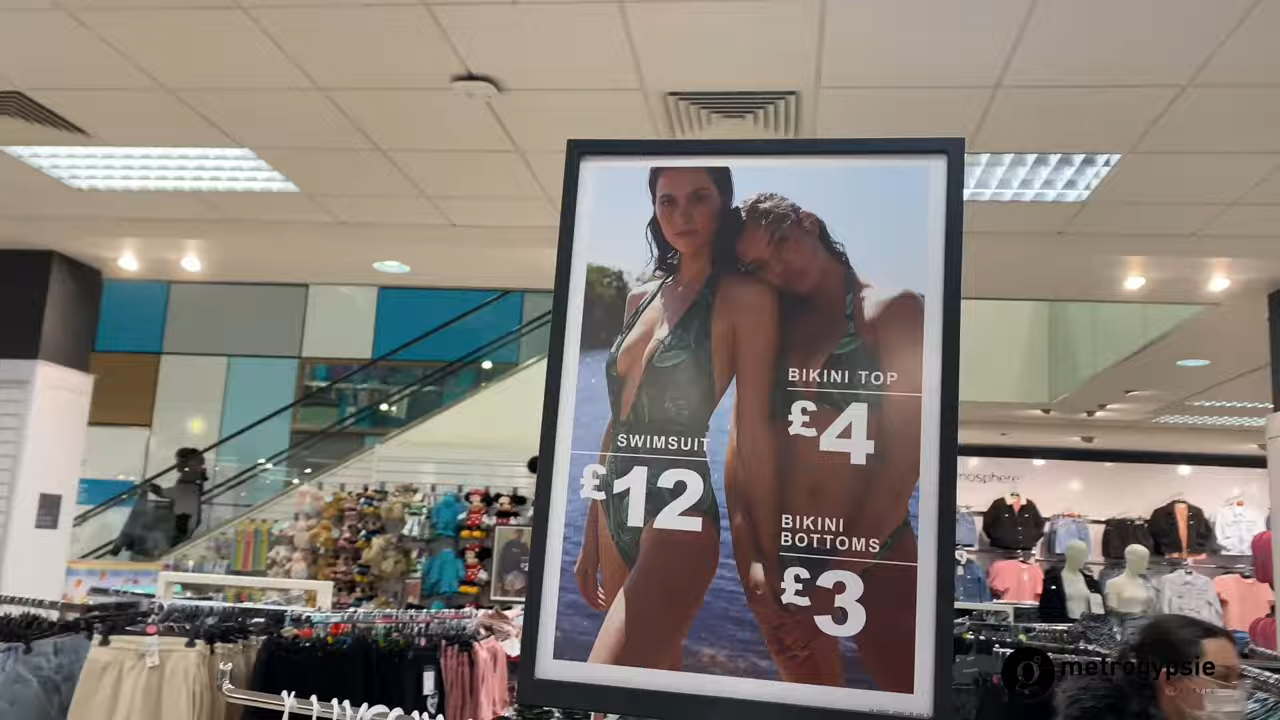 BIKINI TOP
£4
SWIMSUIT
£12
BIKINI
BOTTOMS
£3
metrogypsie